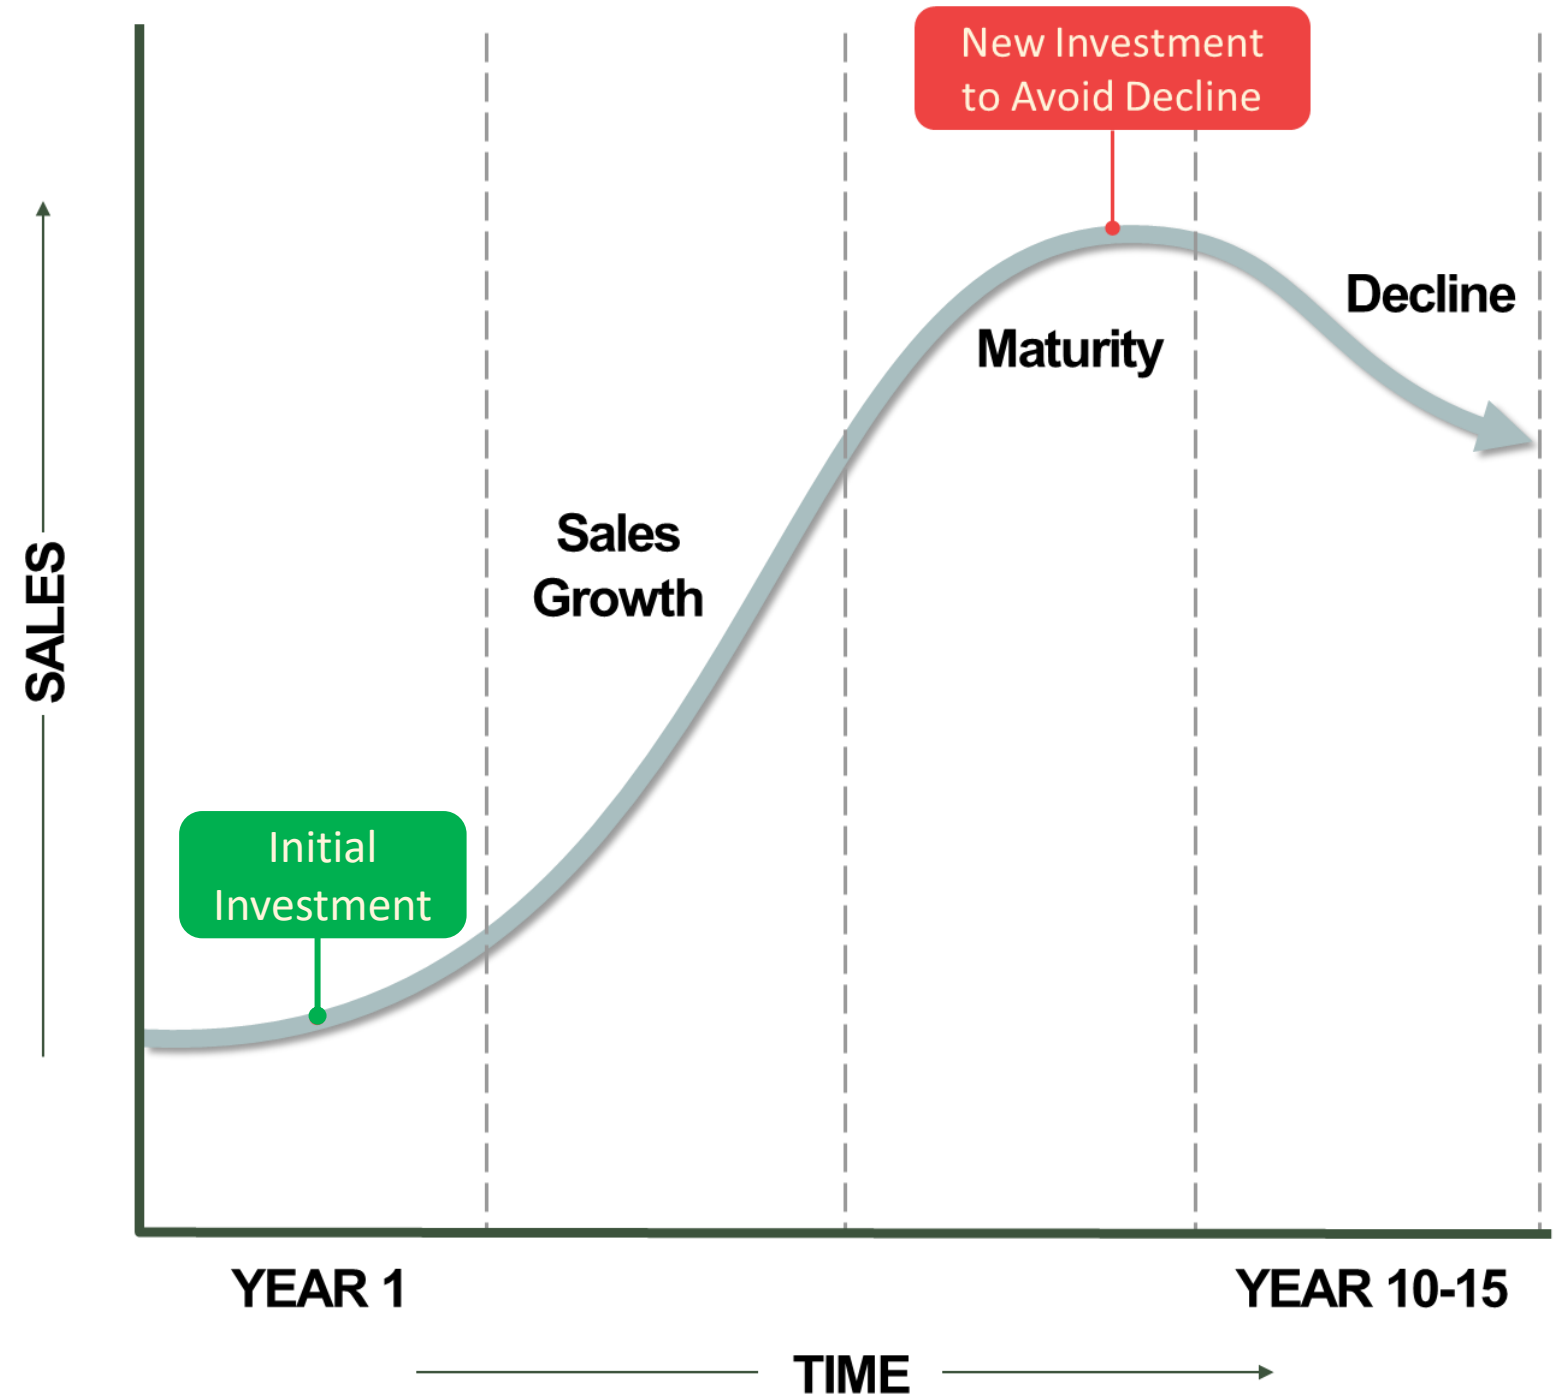 New Investment
to Avoid Decline
Decline
Maturity
Sales
Growth
SALES
Initial
Investment
YEAR 1
YEAR 10-15
TIME